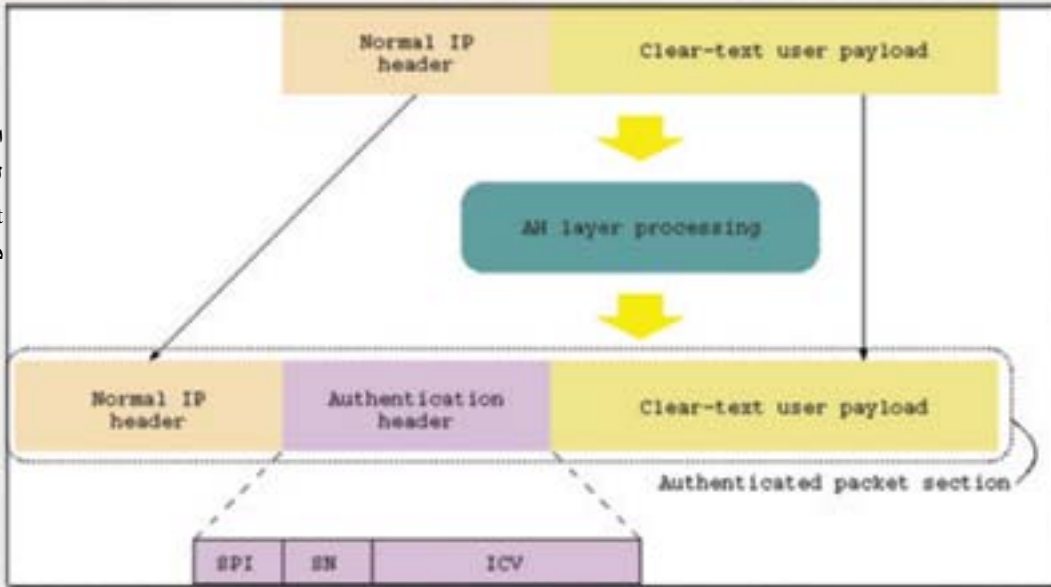 Normal IP
header
Clear-text user payload
AH layer processing
Normal IP
header
Authentication
header
Clear-text user payload
Authenticated packet section
SPI
SN
ICV